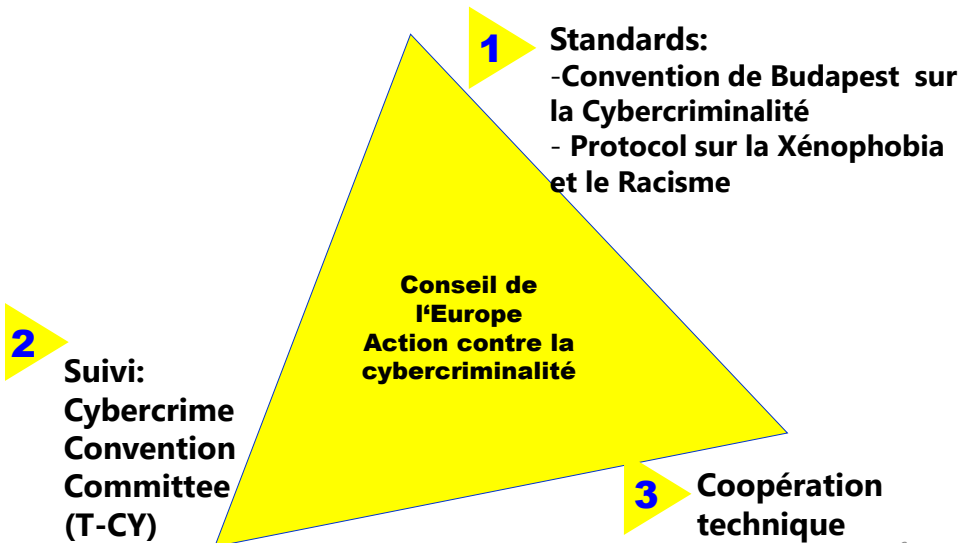 1
Standards:
-Convention de Budapest sur
la Cybercriminalité
- Protocol sur la Xénophobia
et le Racisme
Conseil de
l‘Europe
Action contre la
cybercriminalité
2
Suivi:
Cybercrime
Convention
Committee
(T-CY)
3
Coopération
technique